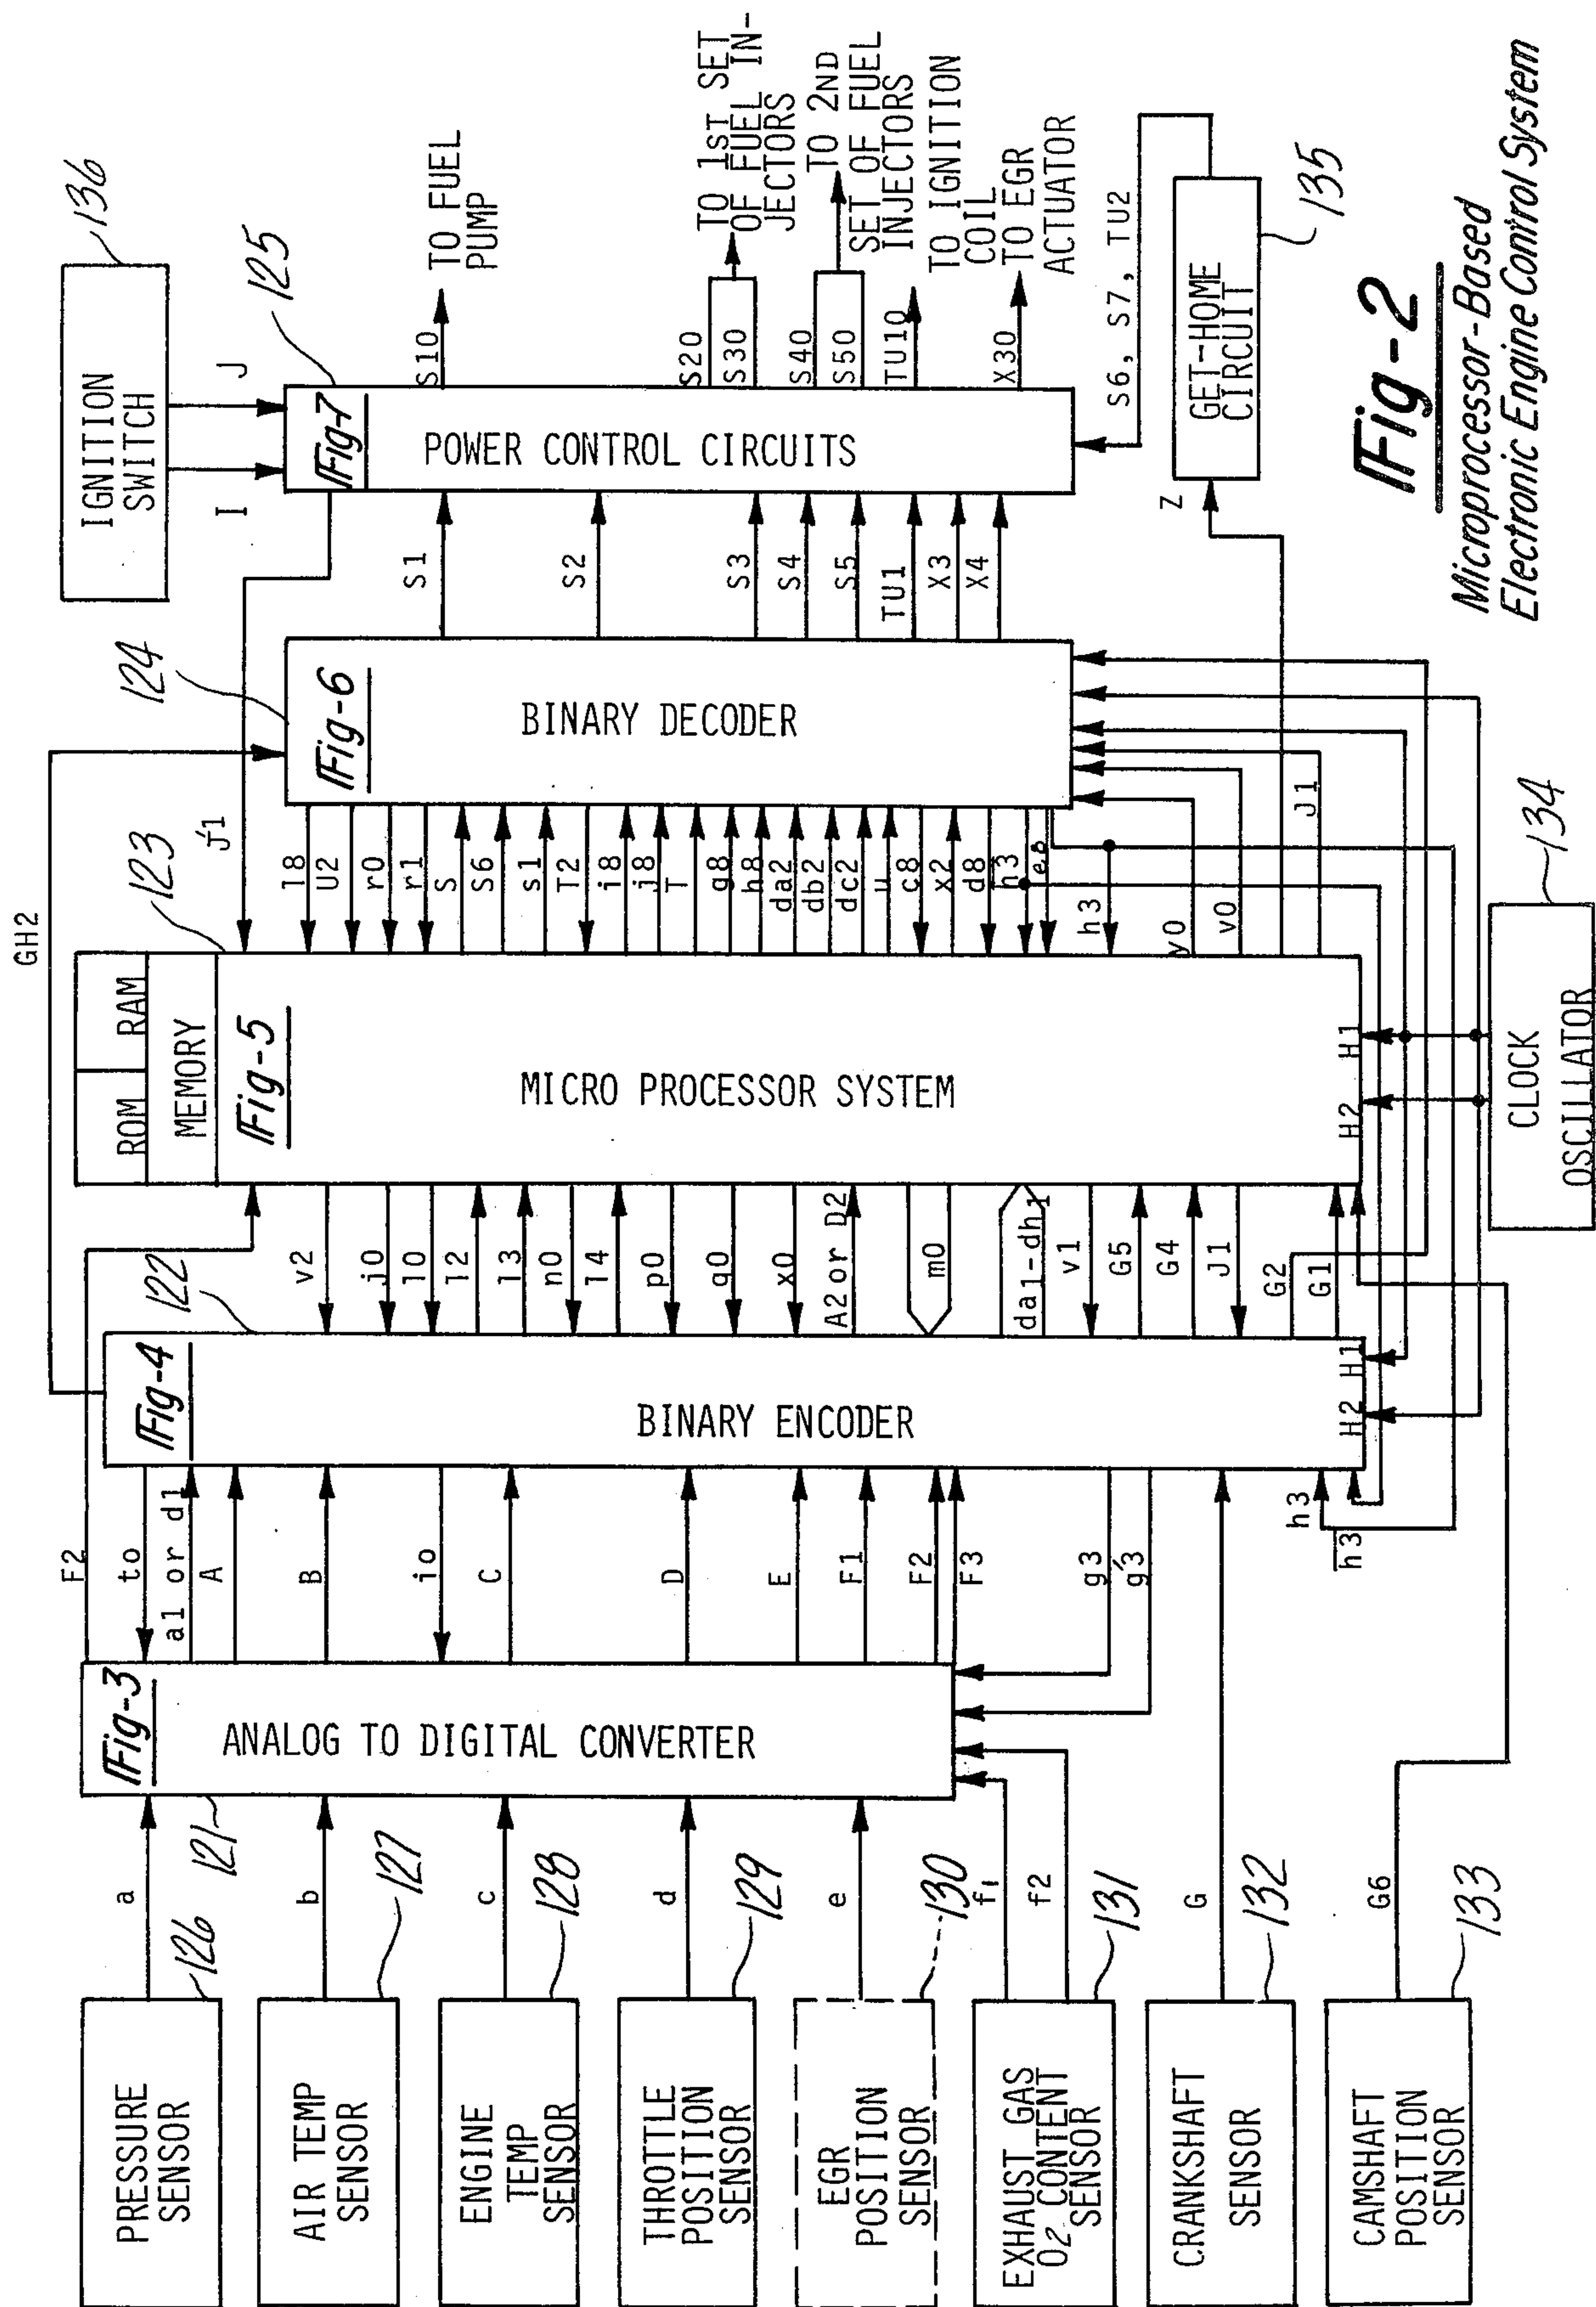 PRESSURE
SENSOR
126
a
AIR TEMP
SENSOR
127
b
ENGINE
TEMP
SENSOR
128
c
THROTTLE
POSITION
SENSOR
129
d
EGR
POSITION
SENSOR
130
e
EXHAUST GAS
O2 CONTENT
SENSOR
131
f1
f2
CRANKSHAFT
SENSOR
132
G
CAMSHAFT
POSITION
SENSOR
133
G6
121
Fig-3
ANALOG TO DIGITAL CONVERTER
F2
to
a1 or d1
A
B
io
C
D
E
F1
F2
F3
g3
g'3
h3
h3
GH2
122
Fig-4
BINARY ENCODER
H2
H1
v2
j0
l0
l2
l3
n0
l4
p0
q0
x0
A2 or D2
m0
da1-dh1
v1
G5
G4
J1
G2
G1
123
ROM
RAM
MEMORY
Fig-5
MICRO PROCESSOR SYSTEM
H2
H1
CLOCK
OSCILLATOR
134
J'1
l8
U2
r0
r1
S
S6
s1
T2
i8
j8
T
g8
h8
da2
db2
dc2
u
c8
x2
d8
h3
e8
h3
y0
v0
J1
124
Fig-6
BINARY DECODER
S1
S2
S3
S4
S5
TU1
X3
X4
Z
IGNITION
SWITCH
136
I
J
125
Fig-7
POWER CONTROL CIRCUITS
S10
TO FUEL
PUMP
S20
S30
TO 1ST SET
OF FUEL IN-
JECTORS
S40
S50
TO 2ND
SET OF FUEL
INJECTORS
TU10
TO IGNITION
COIL
X30
TO EGR
ACTUATOR
S6, S7, TU2
GET-HOME
CIRCUIT
135
Fig-2
Microprocessor-Based
Electronic Engine Control System